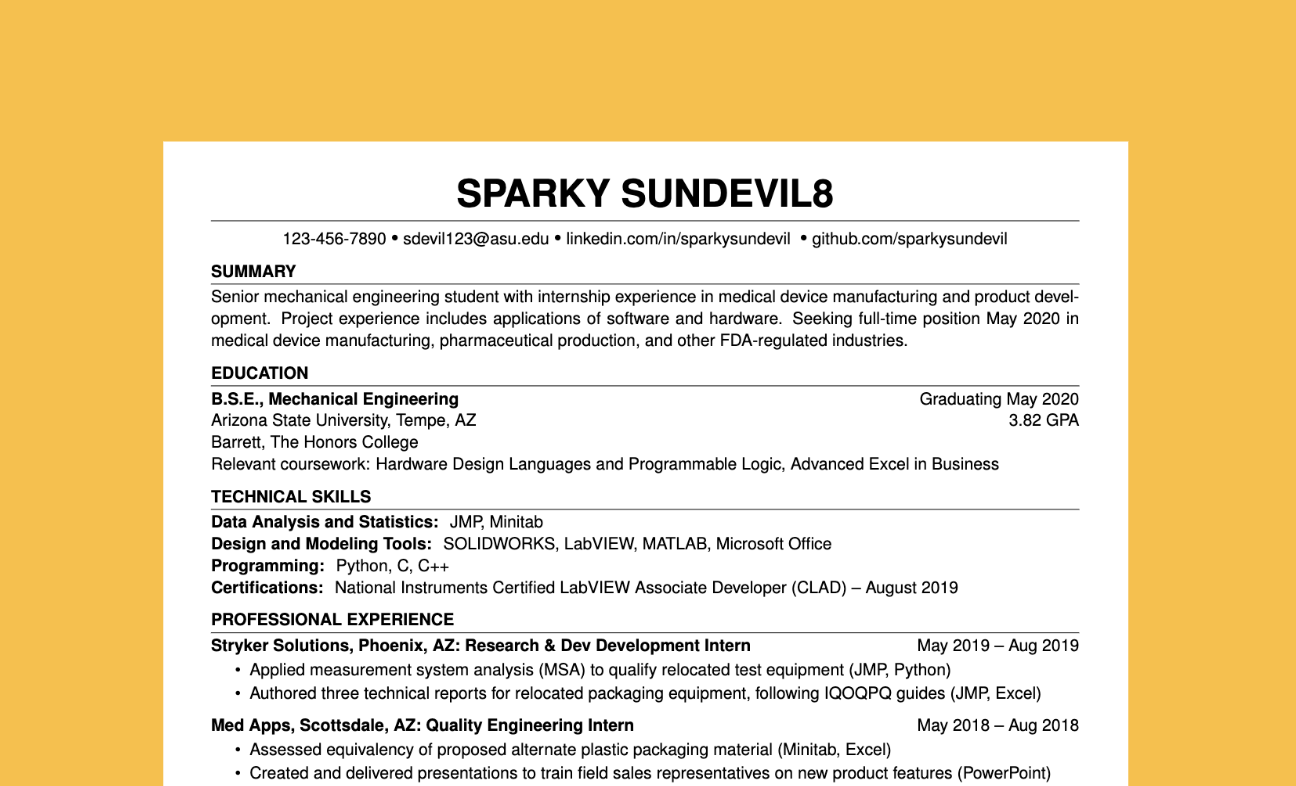 SPARKY SUNDEVIL8
123-456-7890 • sdevil123@asu.edu • linkedin.com/in/sparkysundevil • github.com/sparkysundevil
SUMMARY
Senior mechanical engineering student with internship experience in medical device manufacturing and product devel-
opment. Project experience includes applications of software and hardware. Seeking full-time position May 2020 in
medical device manufacturing, pharmaceutical production, and other FDA-regulated industries.
EDUCATION
B.S.E., Mechanical Engineering Graduating May 2020
Arizona State University, Tempe, AZ 3.82 GPA
Barrett, The Honors College
Relevant coursework: Hardware Design Languages and Programmable Logic, Advanced Excel in Business
TECHNICAL SKILLS
Data Analysis and Statistics: JMP, Minitab
Design and Modeling Tools: SOLIDWORKS, LabVIEW, MATLAB, Microsoft Office
Programming: Python, C, C++
Certifications: National Instruments Certified LabVIEW Associate Developer (CLAD) – August 2019
PROFESSIONAL EXPERIENCE
Stryker Solutions, Phoenix, AZ: Research & Dev Development Intern May 2019 – Aug 2019
• Applied measurement system analysis (MSA) to qualify relocated test equipment (JMP, Python)
• Authored three technical reports for relocated packaging equipment, following IQOQPQ guides (JMP, Excel)
Med Apps, Scottsdale, AZ: Quality Engineering Intern May 2018 – Aug 2018
• Assessed equivalency of proposed alternate plastic packaging material (Minitab, Excel)
• Created and delivered presentations to train field sales representatives on new product features (PowerPoint)